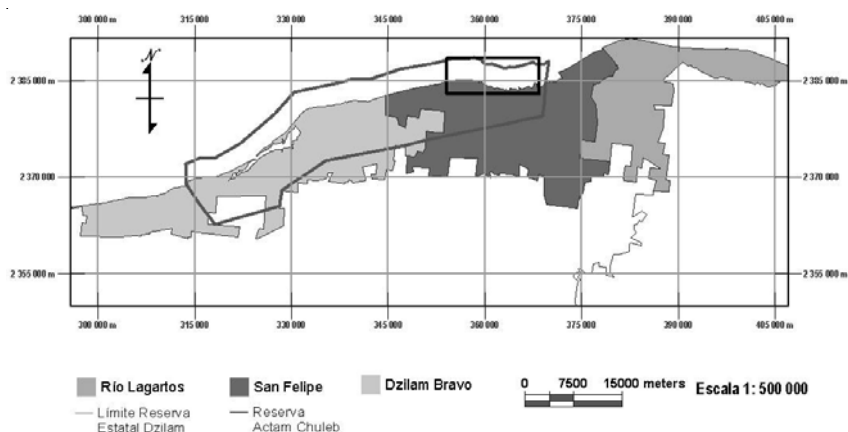 300 000 m 315 000 330 000 345 000 360 000 375 000 390 000 405 000 m
N
2 385 000 2 385 000
2 370 000 2 370 000
2 355 000 2 355 000
300 000 m 315 000 330 000 345 000 360 000 375 000 390 000 405 000 m
Río Lagartos San Felipe Dzilam Bravo 0 7500 15000 meters Escala 1: 500 000
Límite Reserva Reserva
Estatal Dzilam Actam Chuleb